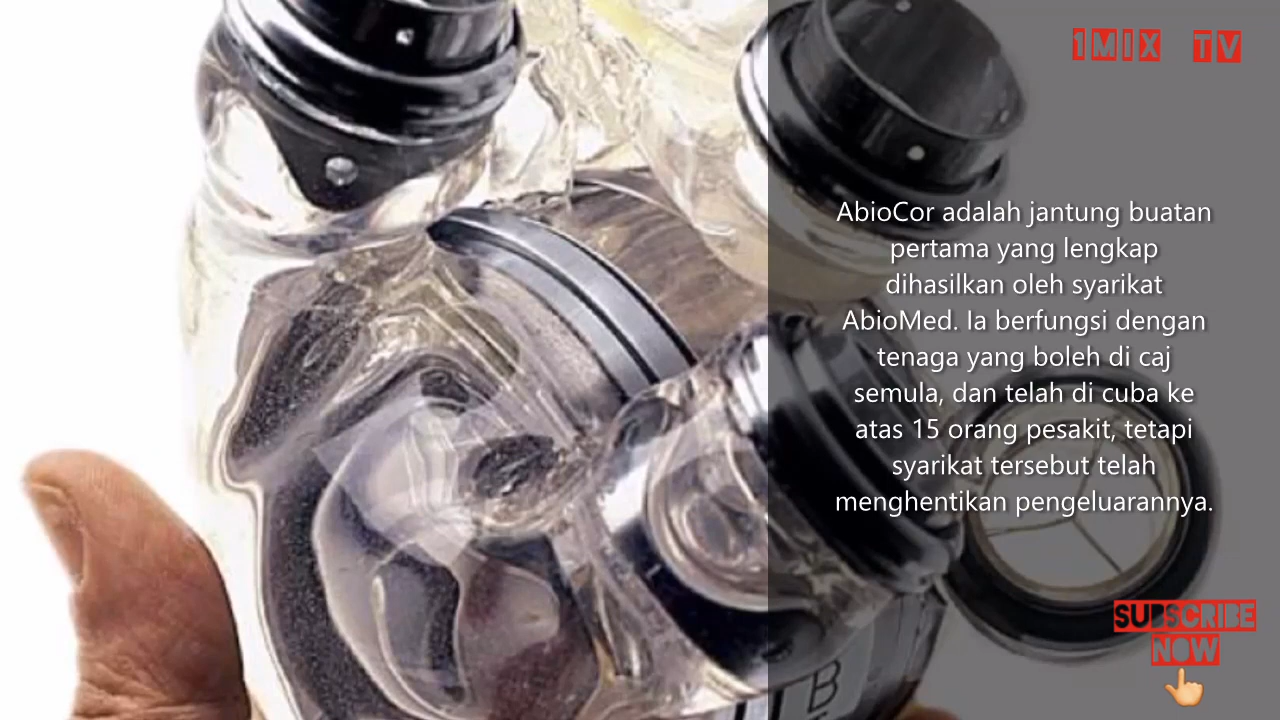 1MIX TV
AbioCor adalah jantung buatan
pertama yang lengkap
dihasilkan oleh syarikat
AbioMed. Ia berfungsi dengan
tenaga yang boleh di caj
semula, dan telah di cuba ke
atas 15 orang pesakit, tetapi
syarikat tersebut telah
menghentikan pengeluarannya.
SUBSCRIBE
NOW